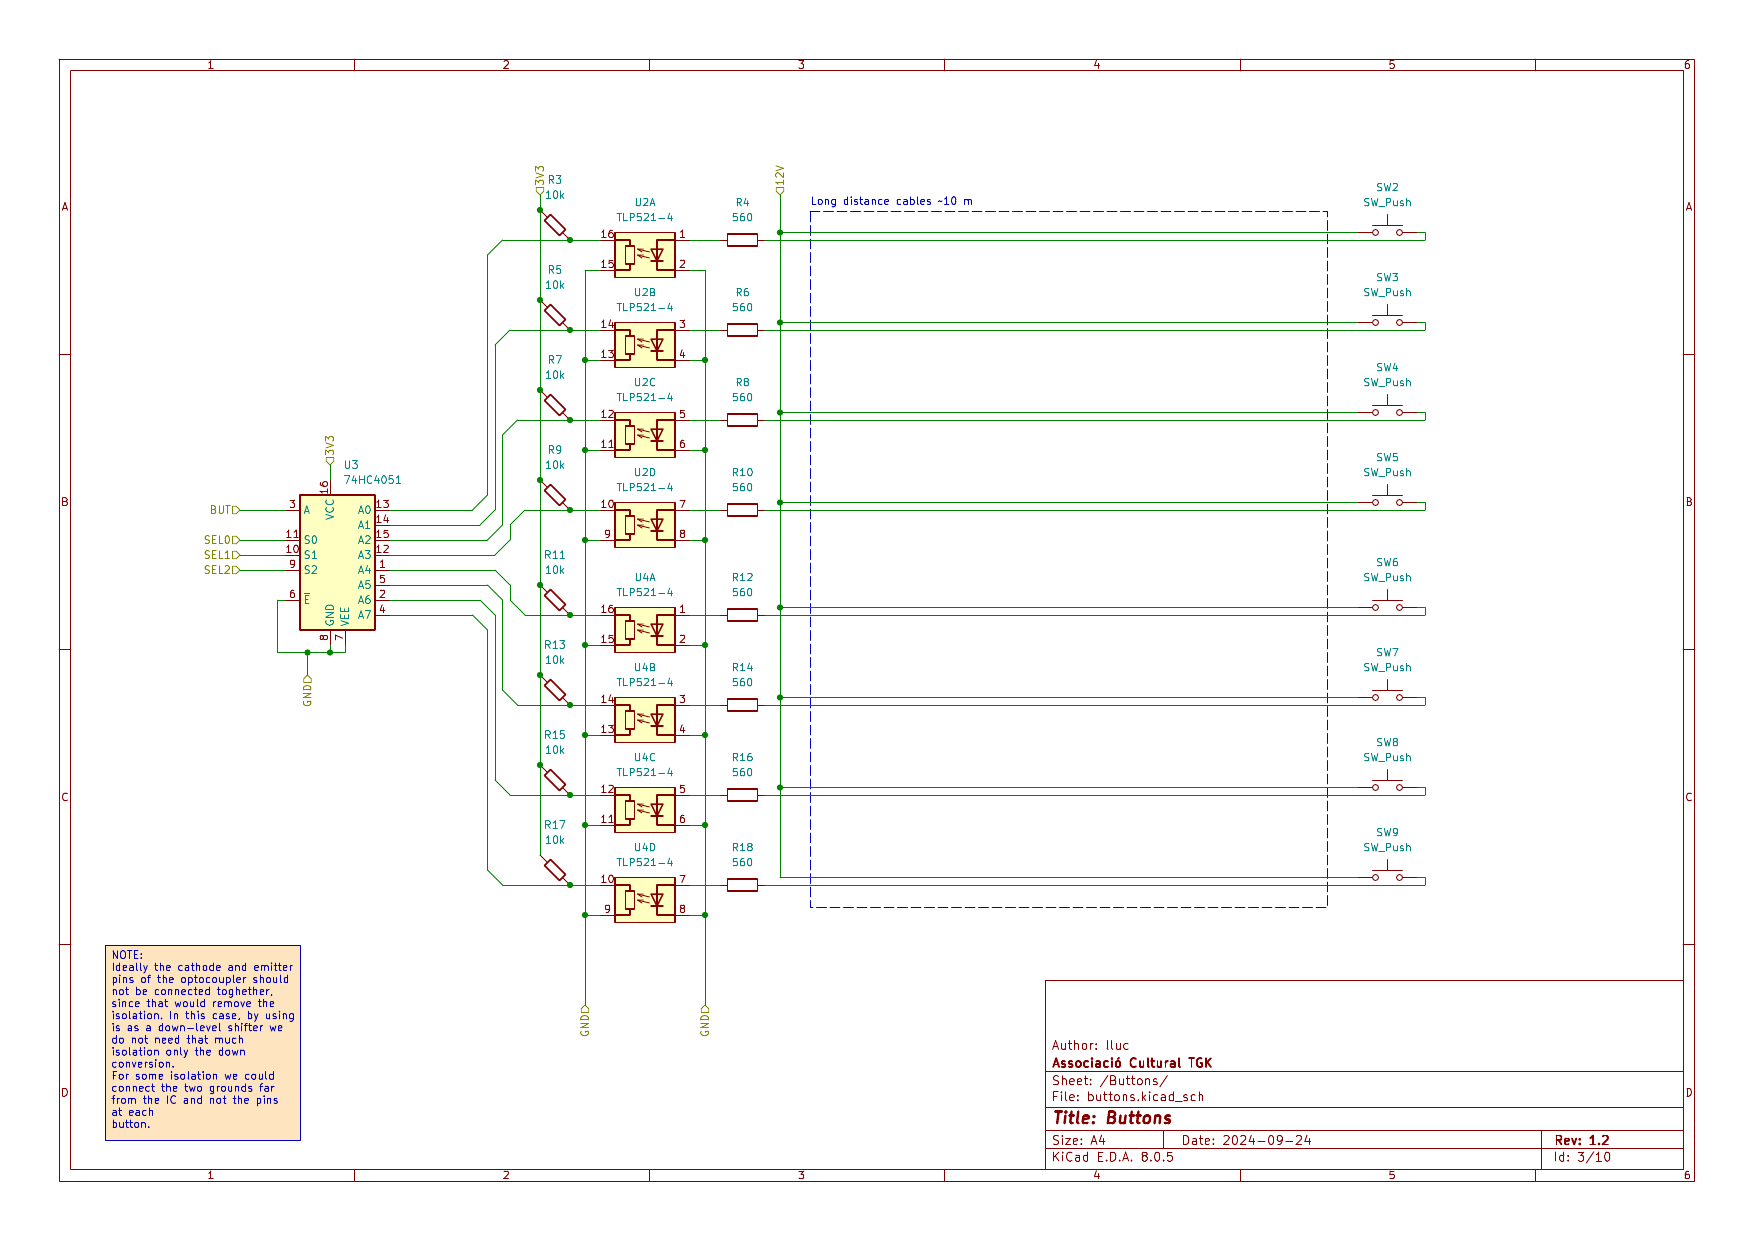 1 2 3 4 5 6
A A
B B
C C
D D
3V3
12V
Long distance cables ~10 m
R3
10k
U2A
TLP521-4
16 1
15 2
R4
560
SW2
SW_Push
R5
10k
U2B
TLP521-4
14 3
13 4
R6
560
SW3
SW_Push
R7
10k
U2C
TLP521-4
12 5
11 6
R8
560
SW4
SW_Push
R9
10k
U2D
TLP521-4
10 7
9 8
R10
560
SW5
SW_Push
R11
10k
U4A
TLP521-4
16 1
15 2
R12
560
SW6
SW_Push
R13
10k
U4B
TLP521-4
14 3
13 4
R14
560
SW7
SW_Push
R15
10k
U4C
TLP521-4
12 5
11 6
R16
560
SW8
SW_Push
R17
10k
U4D
TLP521-4
10 7
9 8
R18
560
SW9
SW_Push
3V3
U3
74HC4051
16
VCC
BUT 3 A A0 13
A1 14
SEL0 11 S0 A2 15
SEL1 10 S1 A3 12
SEL2 9 S2 A4 1
A5 5
6 E A6 2
A7 4
GND VEE
8 7
GND
GND
GND
NOTE:
Ideally the cathode and emitter
pins of the optocoupler should
not be connected toghether,
since that would remove the
isolation. In this case, by using
is as a down-level shifter we
do not need that much
isolation only the down
conversion.
For some isolation we could
connect the two grounds far
from the IC and not the pins
at each
button.
Author: lluc
Associació Cultural TGK
Sheet: /Buttons/
File: buttons.kicad_sch
Title: Buttons
Size: A4 Date: 2024-09-24 Rev: 1.2
KiCad E.D.A. 8.0.5 Id: 3/10
1 2 3 4 5 6